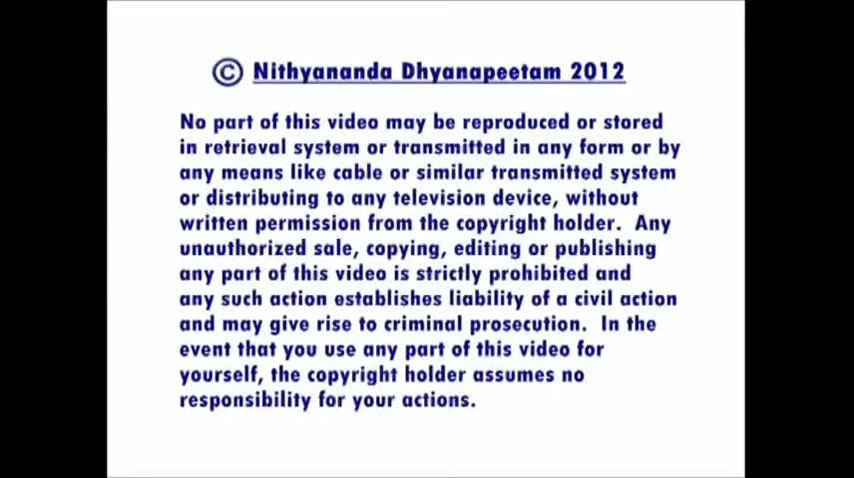 © Nithyananda Dhyanapeetam 2012
No part of this video may be reproduced or stored
in retrieval system or transmitted in any form or by
any means like cable or similar transmitted system
or distributing to any television device, without
written permission from the copyright holder. Any
unauthorized sale, copying, editing or publishing
any part of this video is strictly prohibited and
any such action establishes liability of a civil action
and may give rise to criminal prosecution. In the
event that you use any part of this video for
yourself, the copyright holder assumes no
responsibility for your actions.